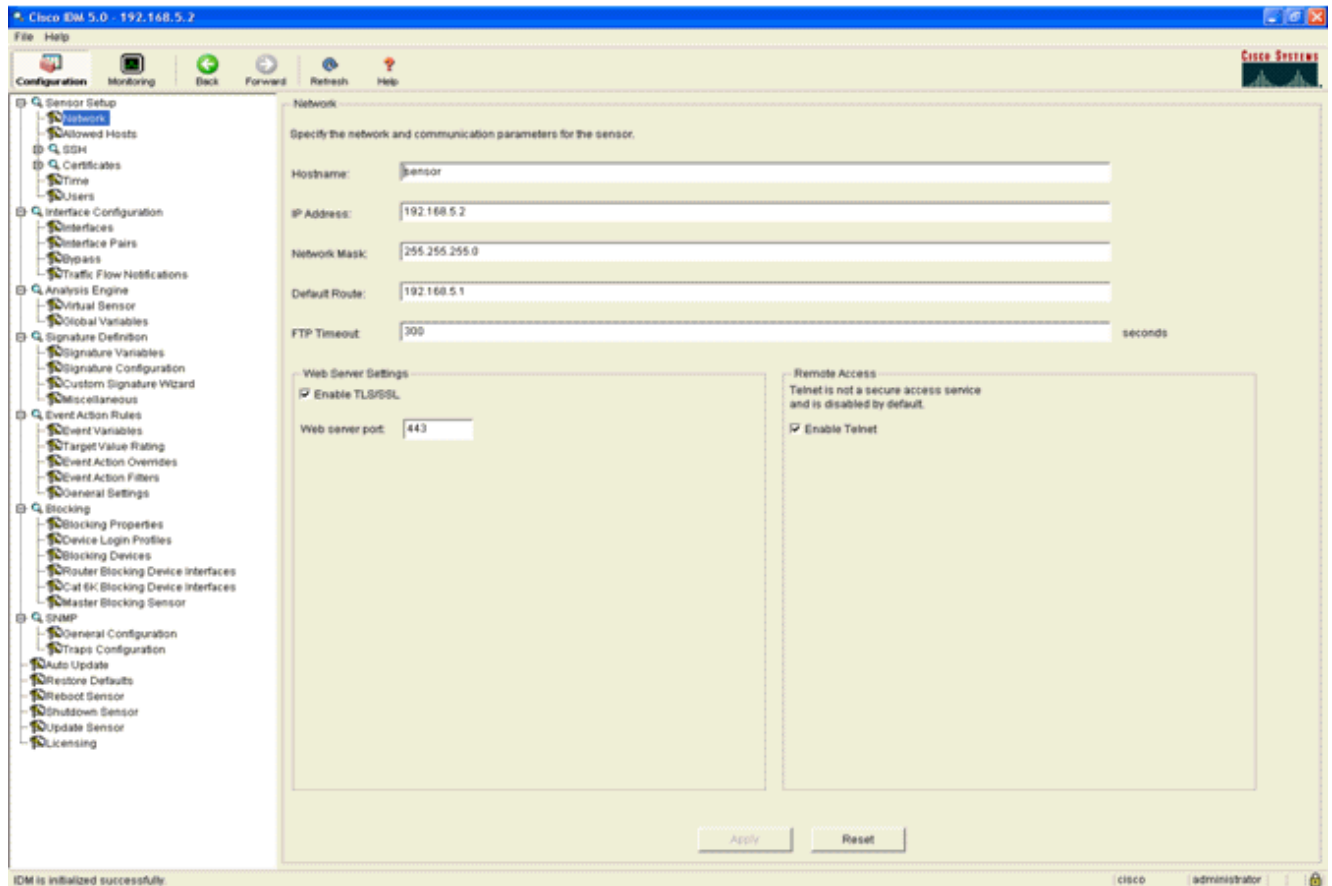 Cisco IDM 5.0 - 192.168.5.2
File Help
Configuration Monitoring Back Forward Refresh Help
CISCO SYSTEMS
Sensor Setup
Network
Allowed Hosts
SSH
Certificates
Time
Users
Interface Configuration
Interfaces
Interface Pairs
Bypass
Traffic Flow Notifications
Analysis Engine
Virtual Sensor
Global Variables
Signature Definition
Signature Variables
Signature Configuration
Custom Signature Wizard
Miscellaneous
Event Action Rules
Event Variables
Target Value Rating
Event Action Overrides
Event Action Filters
General Settings
Blocking
Blocking Properties
Device Login Profiles
Blocking Devices
Router Blocking Device Interfaces
Cat 6K Blocking Device Interfaces
Master Blocking Sensor
SNMP
General Configuration
Traps Configuration
Auto Update
Restore Defaults
Reboot Sensor
Shutdown Sensor
Update Sensor
Licensing
Network
Specify the network and communication parameters for the sensor.
Hostname: sensor
IP Address: 192.168.5.2
Network Mask: 255.255.255.0
Default Route: 192.168.5.1
FTP Timeout: 300 seconds
Web Server Settings
Enable TLS/SSL
Web server port: 443
Remote Access
Telnet is not a secure access service
and is disabled by default.
Enable Telnet
Apply Reset
IDM is initialized successfully. cisco administrator